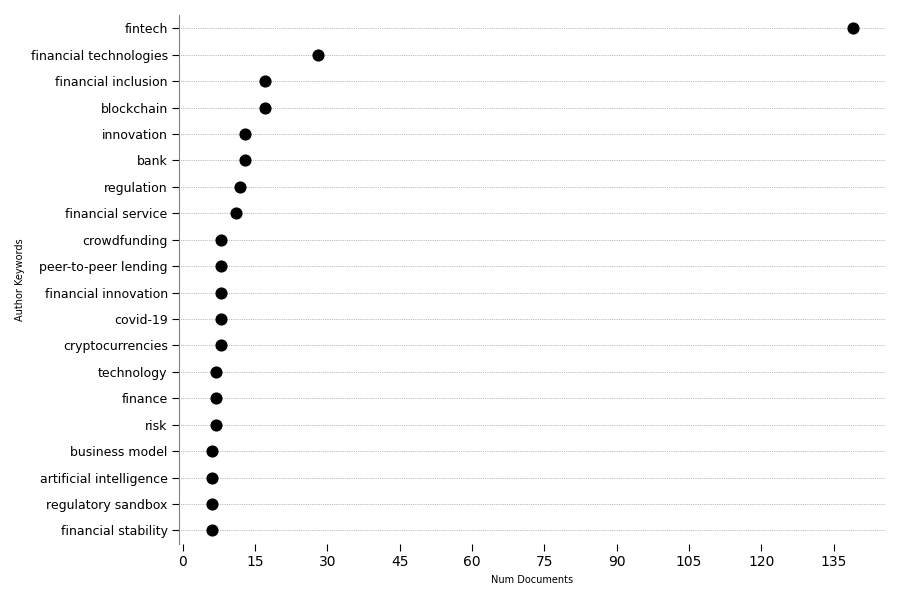 fintech
financial technologies
financial inclusion
blockchain
innovation
bank
regulation
financial service
crowdfunding
peer-to-peer lending
financial innovation
covid-19
cryptocurrencies
technology
finance
risk
business model
artificial intelligence
regulatory sandbox
financial stability
Author Keywords
0 15 30 45 60 75 90 105 120 135
Num Documents